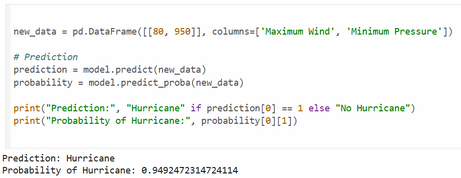 new_data = pd.DataFrame([[80, 950]], columns=['Maximum Wind', 'Minimum Pressure'])
# Prediction
prediction = model.predict(new_data)
probability = model.predict_proba(new_data)
print("Prediction:", "Hurricane" if prediction[0] == 1 else "No Hurricane")
print("Probability of Hurricane:", probability[0][1])
Prediction: Hurricane
Probability of Hurricane: 0.9492472314724114